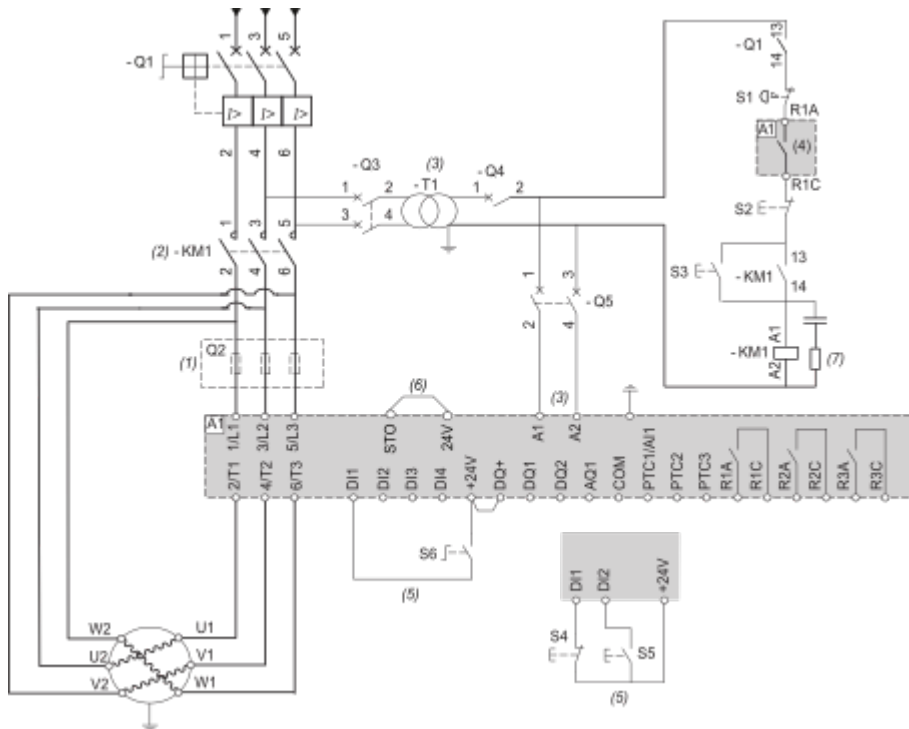 1 3 5
- Q1
I> I> I>
2 4 6
13
- Q1
14
S1
R1A
A1 (4)
R1C
S2
- Q3 (3) - Q4
1 2 - T1 1 2
3 4
1 3 5
(2) - KM1
2 4 6
1 3
- Q5
2 4
S3
13
- KM1
14
A1
- KM1
A2
(7)
(1) Q2
(6) (3)
A1 1/L1 3/L2 5/L3 STO 24V A1 A2
2/T1 4/T2 6/T3 DI1 DI2 DI3 DI4 +24V DQ+ DQ1 DQ2 AQ1 COM PTC1/AI1 PTC2 PTC3 R1A R1C R2A R2C R3A R3C
S6
(5)
DI1 DI2 +24V
S4 S5
(5)
W2 U1
U2 V1
V2 W1